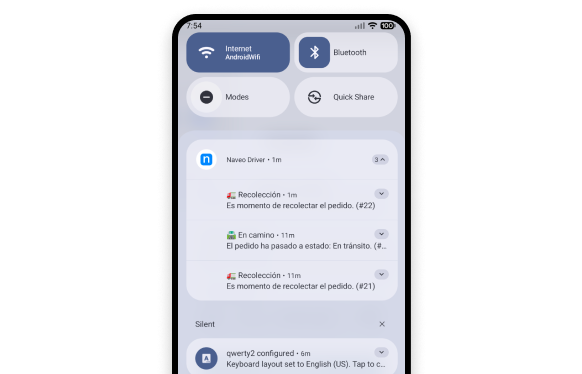 7:54
100
Internet
AndroidWifi
Bluetooth
Modes
Quick Share
n
Naveo Driver • 1m
3
Recolección • 1m
Es momento de recolectar el pedido. (#22)
En camino • 11m
El pedido ha pasado a estado: En tránsito. (#...
Recolección • 11m
Es momento de recolectar el pedido. (#21)
Silent
A
qwerty2 configured • 6m
Keyboard layout set to English (US). Tap to c...